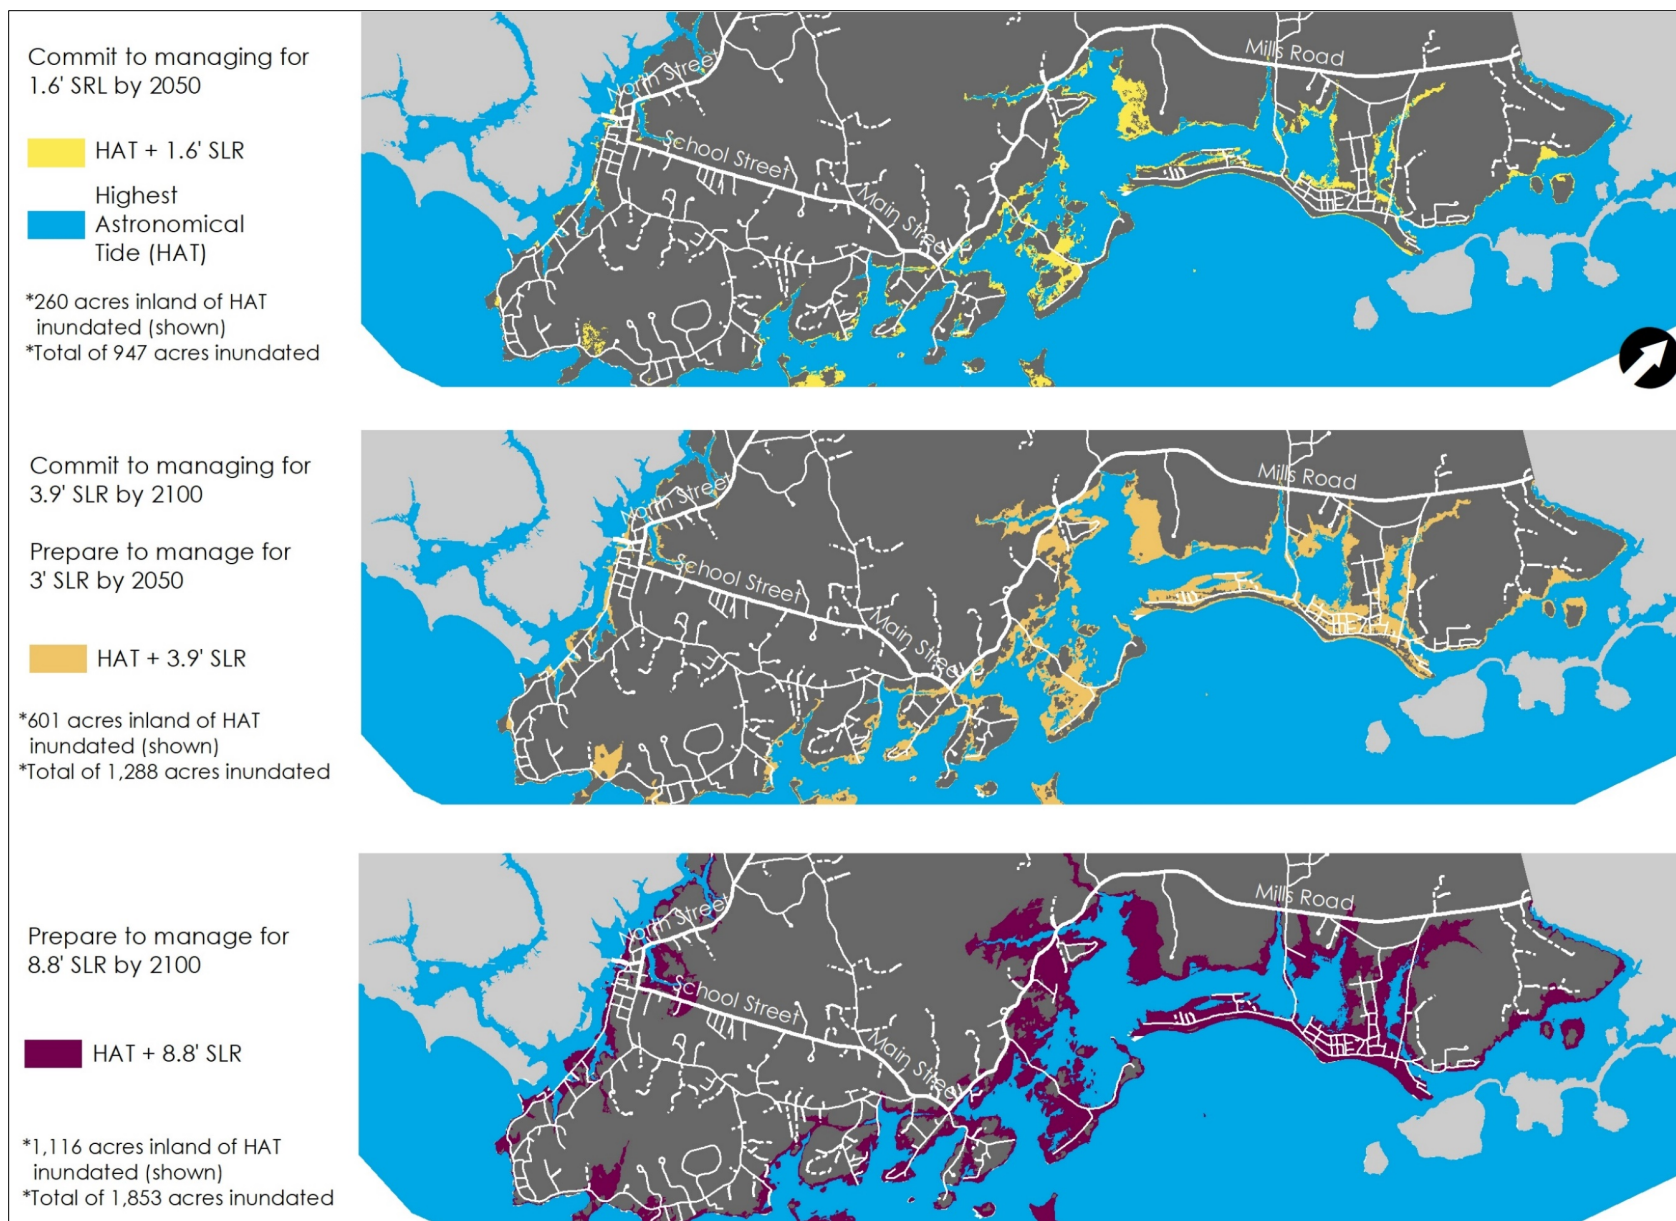 Commit to managing for
1.6' SRL by 2050
HAT + 1.6' SLR
Highest
Astronomical
Tide (HAT)
*260 acres inland of HAT
inundated (shown)
*Total of 947 acres inundated
North Street
School Street
Main Street
Mills Road
Commit to managing for
3.9' SLR by 2100
Prepare to manage for
3' SLR by 2050
HAT + 3.9' SLR
*601 acres inland of HAT
inundated (shown)
*Total of 1,288 acres inundated
North Street
School Street
Main Street
Mills Road
Prepare to manage for
8.8' SLR by 2100
HAT + 8.8' SLR
*1,116 acres inland of HAT
inundated (shown)
*Total of 1,853 acres inundated
North Street
School Street
Main Street
Mills Road